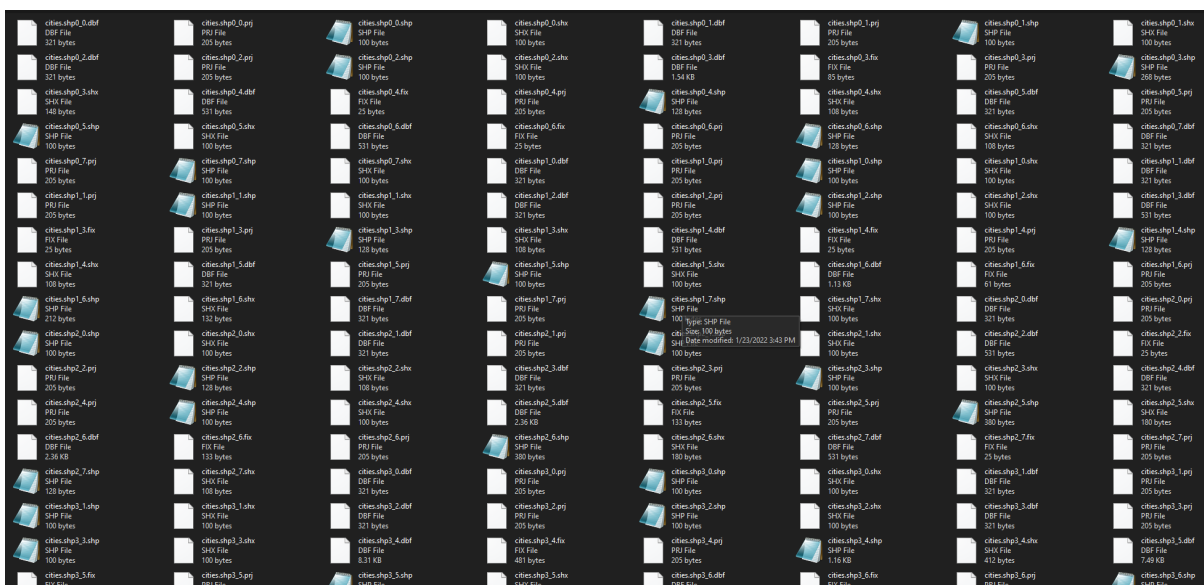 cities.shp0_0.dbf
DBF File
321 bytes
cities.shp0_0.prj
PRJ File
205 bytes
cities.shp0_0.shp
SHP File
100 bytes
cities.shp0_0.shx
SHX File
100 bytes
cities.shp0_1.dbf
DBF File
321 bytes
cities.shp0_1.prj
PRJ File
205 bytes
cities.shp0_1.shp
SHP File
100 bytes
cities.shp0_1.shx
SHX File
100 bytes
cities.shp0_2.dbf
DBF File
321 bytes
cities.shp0_2.prj
PRJ File
205 bytes
cities.shp0_2.shp
SHP File
100 bytes
cities.shp0_2.shx
SHX File
100 bytes
cities.shp0_3.dbf
DBF File
1.54 KB
cities.shp0_3.fix
FIX File
85 bytes
cities.shp0_3.prj
PRJ File
205 bytes
cities.shp0_3.shp
SHP File
268 bytes
cities.shp0_3.shx
SHX File
148 bytes
cities.shp0_4.dbf
DBF File
531 bytes
cities.shp0_4.fix
FIX File
25 bytes
cities.shp0_4.prj
PRJ File
205 bytes
cities.shp0_4.shp
SHP File
128 bytes
cities.shp0_4.shx
SHX File
108 bytes
cities.shp0_5.dbf
DBF File
321 bytes
cities.shp0_5.prj
PRJ File
205 bytes
cities.shp0_5.shp
SHP File
100 bytes
cities.shp0_5.shx
SHX File
100 bytes
cities.shp0_6.dbf
DBF File
531 bytes
cities.shp0_6.fix
FIX File
25 bytes
cities.shp0_6.prj
PRJ File
205 bytes
cities.shp0_6.shp
SHP File
128 bytes
cities.shp0_6.shx
SHX File
108 bytes
cities.shp0_7.dbf
DBF File
321 bytes
cities.shp0_7.prj
PRJ File
205 bytes
cities.shp0_7.shp
SHP File
100 bytes
cities.shp0_7.shx
SHX File
100 bytes
cities.shp1_0.dbf
DBF File
321 bytes
cities.shp1_0.prj
PRJ File
205 bytes
cities.shp1_0.shp
SHP File
100 bytes
cities.shp1_0.shx
SHX File
100 bytes
cities.shp1_1.dbf
DBF File
321 bytes
cities.shp1_1.prj
PRJ File
205 bytes
cities.shp1_1.shp
SHP File
100 bytes
cities.shp1_1.shx
SHX File
100 bytes
cities.shp1_2.dbf
DBF File
321 bytes
cities.shp1_2.prj
PRJ File
205 bytes
cities.shp1_2.shp
SHP File
100 bytes
cities.shp1_2.shx
SHX File
100 bytes
cities.shp1_3.dbf
DBF File
531 bytes
cities.shp1_3.fix
FIX File
25 bytes
cities.shp1_3.prj
PRJ File
205 bytes
cities.shp1_3.shp
SHP File
128 bytes
cities.shp1_3.shx
SHX File
108 bytes
cities.shp1_4.dbf
DBF File
531 bytes
cities.shp1_4.fix
FIX File
25 bytes
cities.shp1_4.prj
PRJ File
205 bytes
cities.shp1_4.shp
SHP File
128 bytes
cities.shp1_4.shx
SHX File
108 bytes
cities.shp1_5.dbf
DBF File
321 bytes
cities.shp1_5.prj
PRJ File
205 bytes
cities.shp1_5.shp
SHP File
100 bytes
cities.shp1_5.shx
SHX File
100 bytes
cities.shp1_6.dbf
DBF File
1.13 KB
cities.shp1_6.fix
FIX File
61 bytes
cities.shp1_6.prj
PRJ File
205 bytes
cities.shp1_6.shp
SHP File
212 bytes
cities.shp1_6.shx
SHX File
132 bytes
cities.shp1_7.dbf
DBF File
321 bytes
cities.shp1_7.prj
PRJ File
205 bytes
cities.shp1_7.shp
SHP File
100
Type: SHP File
Size: 100 bytes
Date modified: 1/23/2022 3:43 PM
cities.shp1_7.shx
SHX File
100 bytes
cities.shp2_0.dbf
DBF File
321 bytes
cities.shp2_0.prj
PRJ File
205 bytes
cities.shp2_0.shp
SHP File
100 bytes
cities.shp2_0.shx
SHX File
100 bytes
cities.shp2_1.dbf
DBF File
321 bytes
cities.shp2_1.prj
PRJ File
205 bytes
100 bytes
cities.shp2_1.shx
SHX File
100 bytes
cities.shp2_2.dbf
DBF File
531 bytes
cities.shp2_2.fix
FIX File
25 bytes
cities.shp2_2.prj
PRJ File
205 bytes
cities.shp2_2.shp
SHP File
128 bytes
cities.shp2_2.shx
SHX File
108 bytes
cities.shp2_3.dbf
DBF File
321 bytes
cities.shp2_3.prj
PRJ File
205 bytes
cities.shp2_3.shp
SHP File
100 bytes
cities.shp2_3.shx
SHX File
100 bytes
cities.shp2_4.dbf
DBF File
321 bytes
cities.shp2_4.prj
PRJ File
205 bytes
cities.shp2_4.shp
SHP File
100 bytes
cities.shp2_4.shx
SHX File
100 bytes
cities.shp2_5.dbf
DBF File
2.36 KB
cities.shp2_5.fix
FIX File
133 bytes
cities.shp2_5.prj
PRJ File
205 bytes
cities.shp2_5.shp
SHP File
380 bytes
cities.shp2_5.shx
SHX File
180 bytes
cities.shp2_6.dbf
DBF File
2.36 KB
cities.shp2_6.fix
FIX File
133 bytes
cities.shp2_6.prj
PRJ File
205 bytes
cities.shp2_6.shp
SHP File
380 bytes
cities.shp2_6.shx
SHX File
180 bytes
cities.shp2_7.dbf
DBF File
531 bytes
cities.shp2_7.fix
FIX File
25 bytes
cities.shp2_7.prj
PRJ File
205 bytes
cities.shp2_7.shp
SHP File
128 bytes
cities.shp2_7.shx
SHX File
108 bytes
cities.shp3_0.dbf
DBF File
321 bytes
cities.shp3_0.prj
PRJ File
205 bytes
cities.shp3_0.shp
SHP File
100 bytes
cities.shp3_0.shx
SHX File
100 bytes
cities.shp3_1.dbf
DBF File
321 bytes
cities.shp3_1.prj
PRJ File
205 bytes
cities.shp3_1.shp
SHP File
100 bytes
cities.shp3_1.shx
SHX File
100 bytes
cities.shp3_2.dbf
DBF File
321 bytes
cities.shp3_2.prj
PRJ File
205 bytes
cities.shp3_2.shp
SHP File
100 bytes
cities.shp3_2.shx
SHX File
100 bytes
cities.shp3_3.dbf
DBF File
321 bytes
cities.shp3_3.prj
PRJ File
205 bytes
cities.shp3_3.shp
SHP File
100 bytes
cities.shp3_3.shx
SHX File
100 bytes
cities.shp3_4.dbf
DBF File
8.31 KB
cities.shp3_4.fix
FIX File
481 bytes
cities.shp3_4.prj
PRJ File
205 bytes
cities.shp3_4.shp
SHP File
1.16 KB
cities.shp3_4.shx
SHX File
412 bytes
cities.shp3_5.dbf
DBF File
7.49 KB
cities.shp3_5.fix
cities.shp3_5.prj
cities.shp3_5.shp
cities.shp3_5.shx
cities.shp3_6.dbf
cities.shp3_6.fix
cities.shp3_6.prj
cities.shp3_6.shp